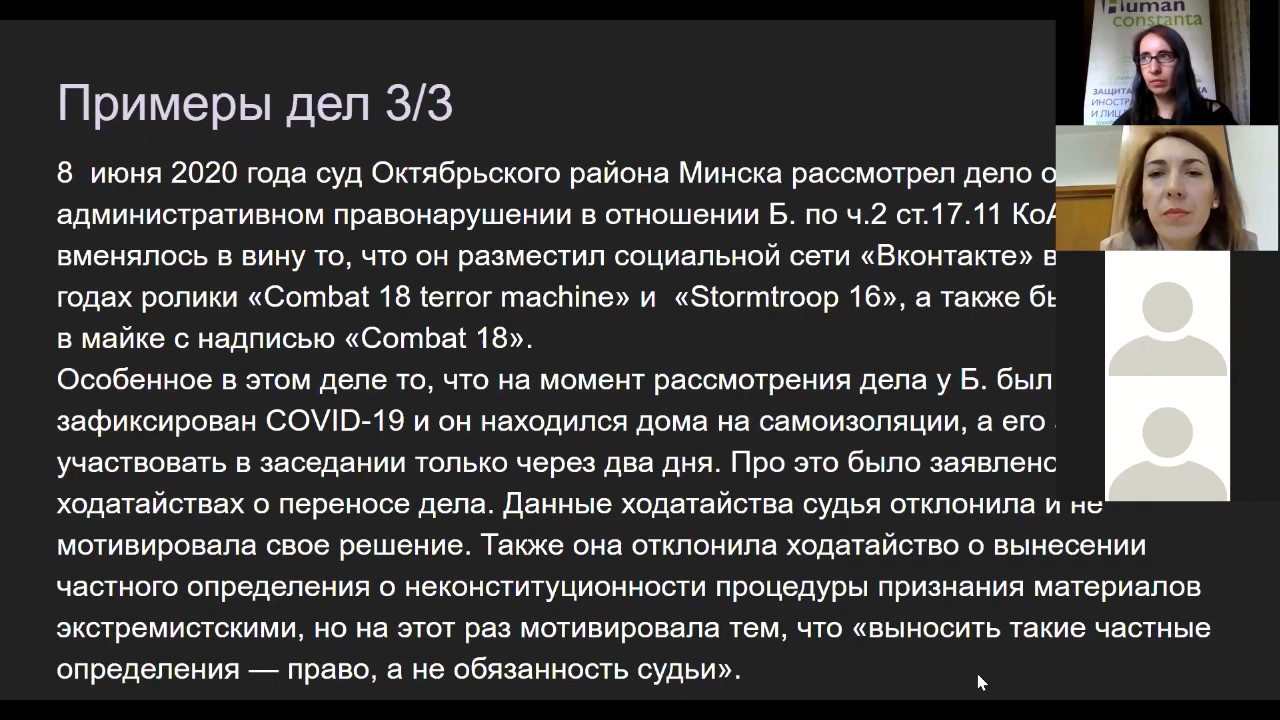 Примеры дел 3/3
8 июня 2020 года суд Октябрьского района Минска рассмотрел дело о
административном правонарушении в отношении Б. по ч.2 ст.17.11
вменялось в вину то, что он разместил социальной сети «Вконтакте» в
годах ролики «Combat 18 terror machine» и «Stormtroop 16», а также
в майке с надписью «Combat 18».
Особенное в этом деле то, что на момент рассмотрения дела у Б. был
зафиксирован COVID-19 и он находился дома на самоизоляции, а его
участвовать в заседании только через два дня. Про это было заявлено
ходатайствах о переносе дела. Данные ходатайства судья отклонила и не
мотивировала свое решение. Также она отклонила ходатайство о вынесении
частного определения о неконституционности процедуры признания материалов
экстремистскими, но на этот раз мотивировала тем, что «выносить такие частные
определения — право, а не обязанность судьи».
Human
constanta